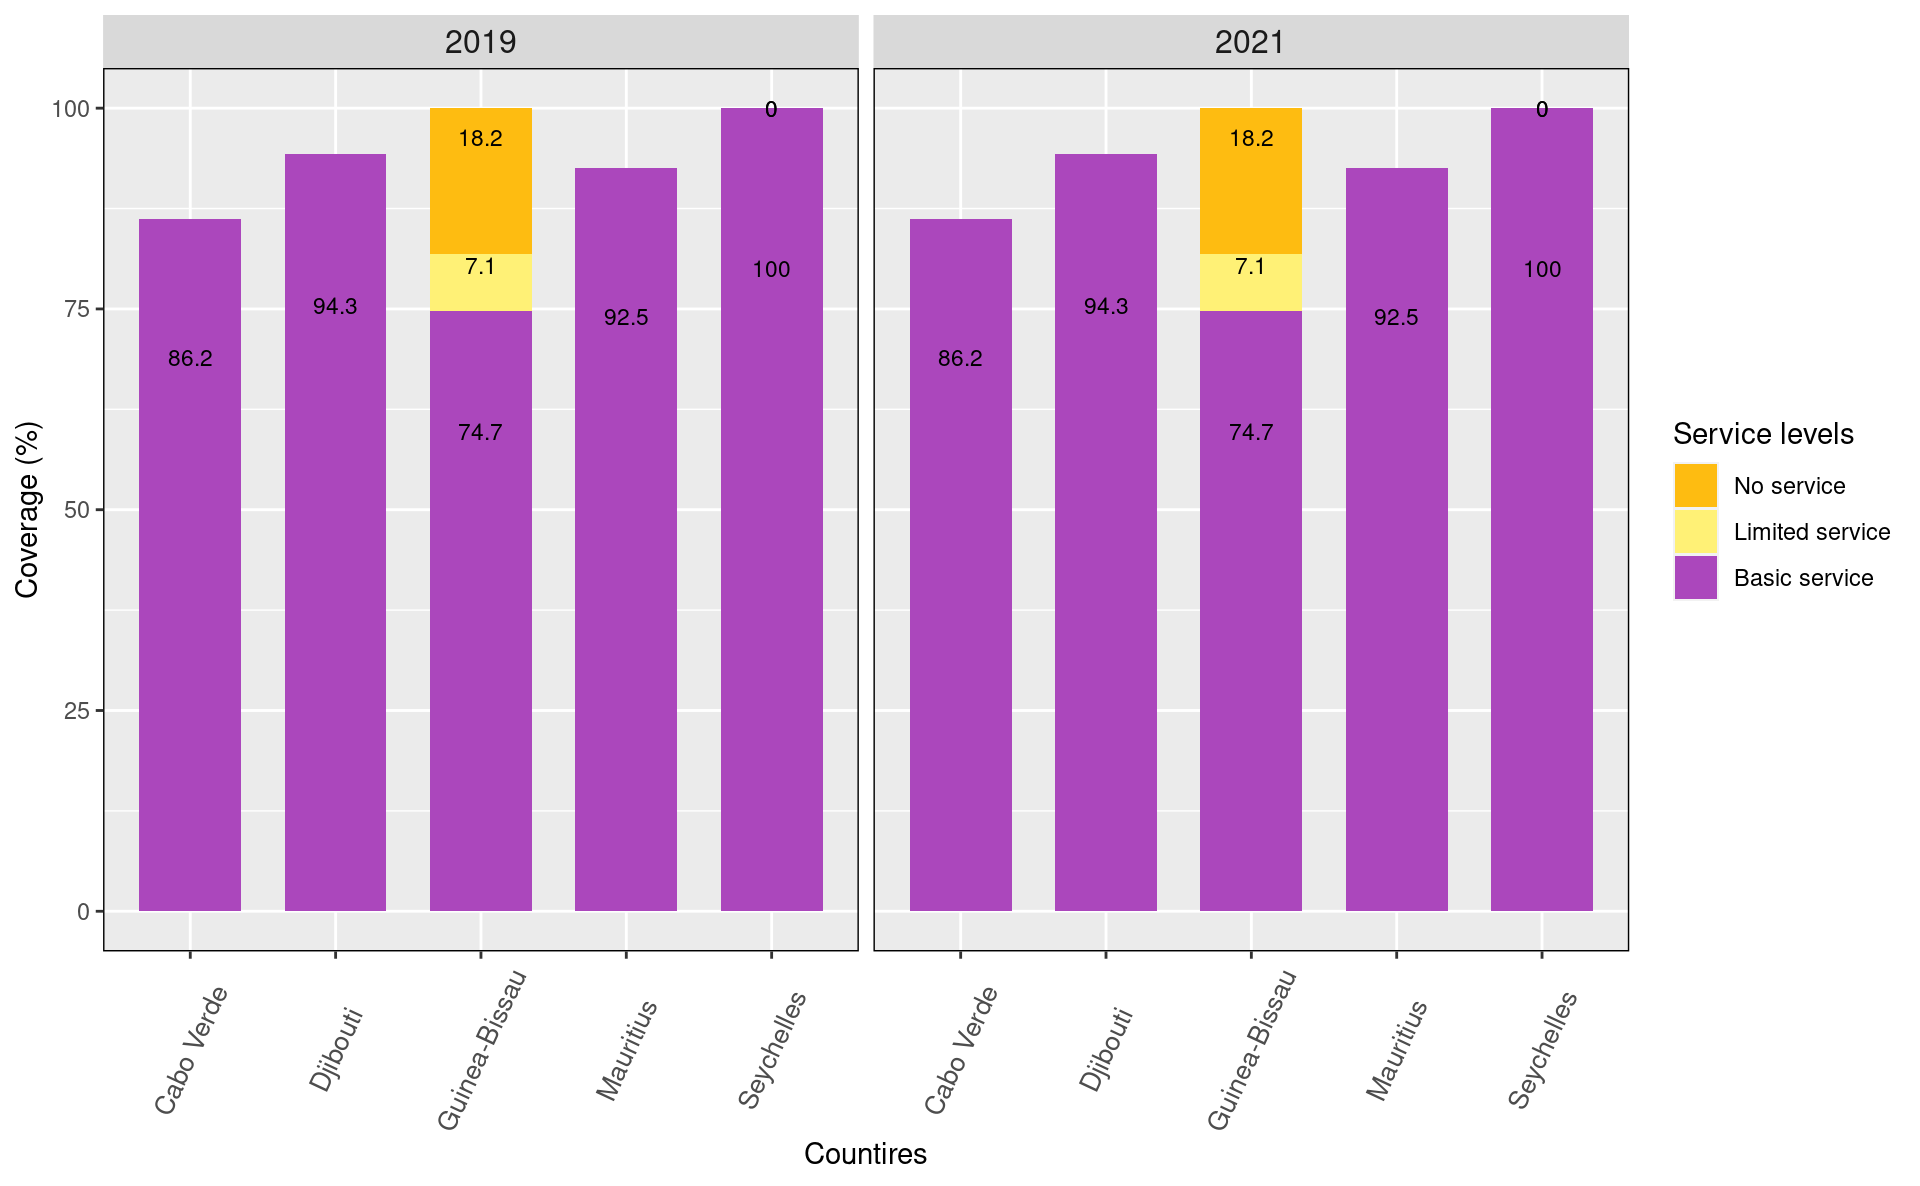 2019
2021
Coverage (%)
100
75
50
25
0
86.2
94.3
18.2
7.1
74.7
92.5
0
100
86.2
94.3
18.2
7.1
74.7
92.5
0
100
Cabo Verde
Djibouti
Guinea-Bissau
Mauritius
Seychelles
Cabo Verde
Djibouti
Guinea-Bissau
Mauritius
Seychelles
Countires
Service levels
No service
Limited service
Basic service